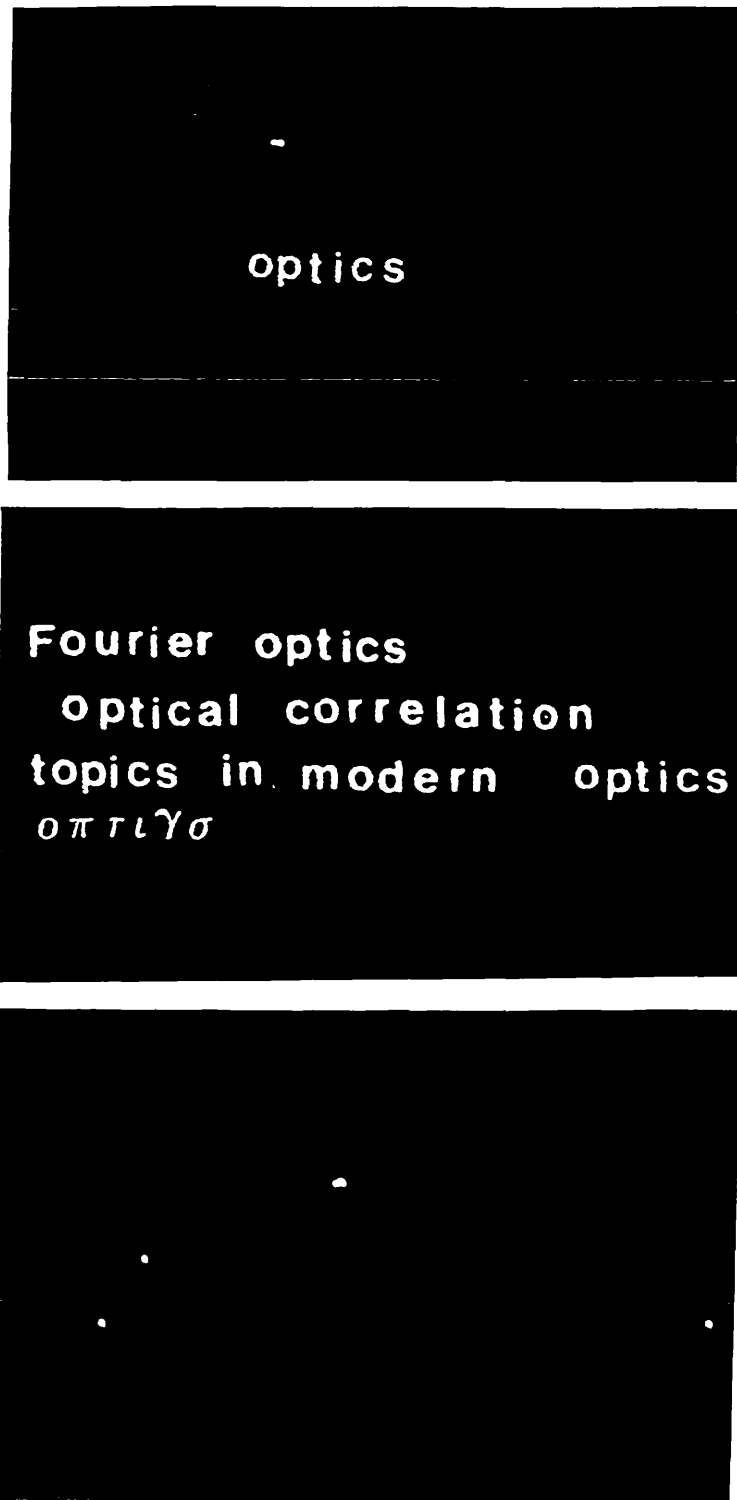 optics
Fourier optics
optical correlation
topics in modern optics
οπτιγσ